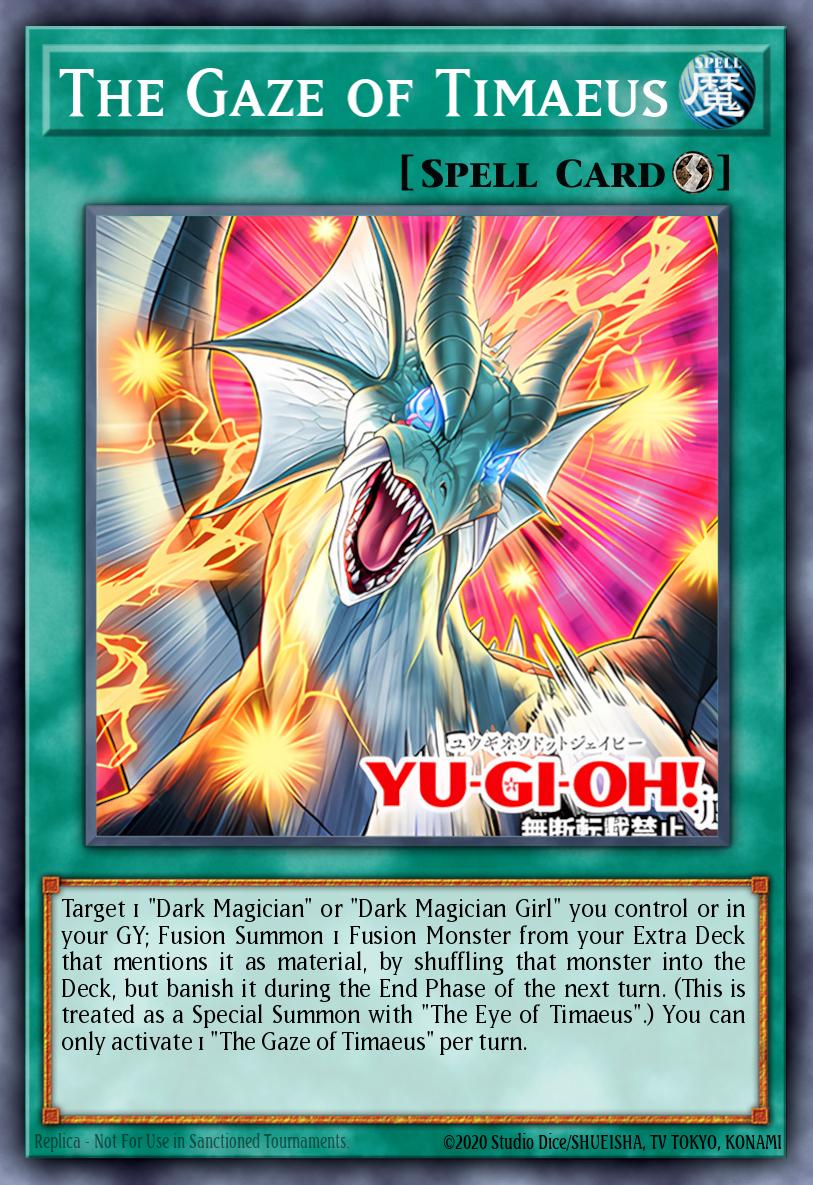 THE GAZE OF TIMAEUS
SPELL
魔
[SPELL CARD]
ユウギオウドットジェイピー
YU-GI-OH!
無断転載禁止
Target 1 "Dark Magician" or "Dark Magician Girl" you control or in
your GY; Fusion Summon 1 Fusion Monster from your Extra Deck
that mentions it as material, by shuffling that monster into the
Deck, but banish it during the End Phase of the next turn. (This is
treated as a Special Summon with "The Eye of Timaeus".) You can
only activate 1 "The Gaze of Timaeus" per turn.
Replica - Not For Use in Sanctioned Tournaments.
©2020 Studio Dice/SHUEISHA, TV TOKYO, KONAMI